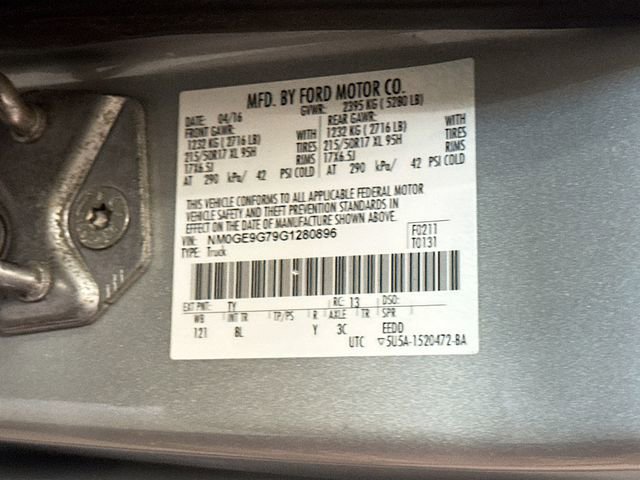 MFD. BY FORD MOTOR CO.
DATE: 04/16 GVWR: 2395 KG ( 5280 LB)
FRONT GAWR: REAR GAWR:
1232 KG ( 2716 LB) WITH 1232 KG ( 2716 LB) WITH
215/50R17 XL 95H TIRES 215/50R17 XL 95H TIRES
17X6.5J RIMS 17X6.5J RIMS
AT 290 kPa/ 42 PSI COLD AT 290 kPa/ 42 PSI COLD
THIS VEHICLE CONFORMS TO ALL APPLICABLE FEDERAL MOTOR
VEHICLE SAFETY AND THEFT PREVENTION STANDARDS IN
EFFECT ON THE DATE OF MANUFACTURE SHOWN ABOVE.
VIN: NM0GE9G79G1280896 F0211
TYPE: Truck T0131
EXT PNT: TY RC: 13 DSO:
WB INT TR TP/PS R AXLE TR SPR
121 BL Y 3C EEDD
UTC ▽5U5A-1520472-BA